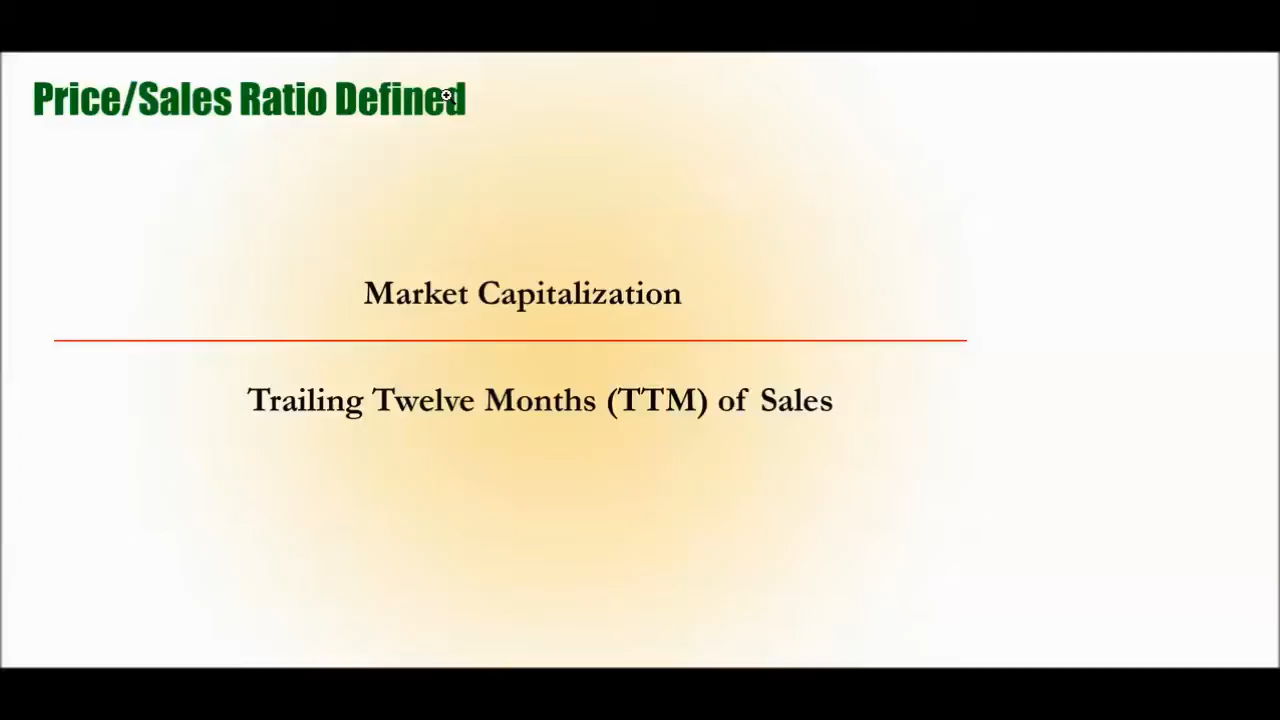 Price/Sales Ratio Defined
Market Capitalization
Trailing Twelve Months (TTM) of Sales